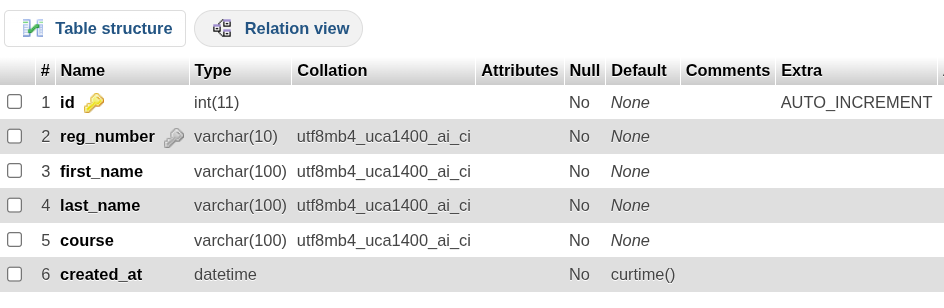 Table structure Relation view
# Name Type Collation Attributes Null Default Comments Extra
1 id int(11) No None AUTO_INCREMENT
2 reg_number varchar(10) utf8mb4_uca1400_ai_ci No None
3 first_name varchar(100) utf8mb4_uca1400_ai_ci No None
4 last_name varchar(100) utf8mb4_uca1400_ai_ci No None
5 course varchar(100) utf8mb4_uca1400_ai_ci No None
6 created_at datetime No curtime()